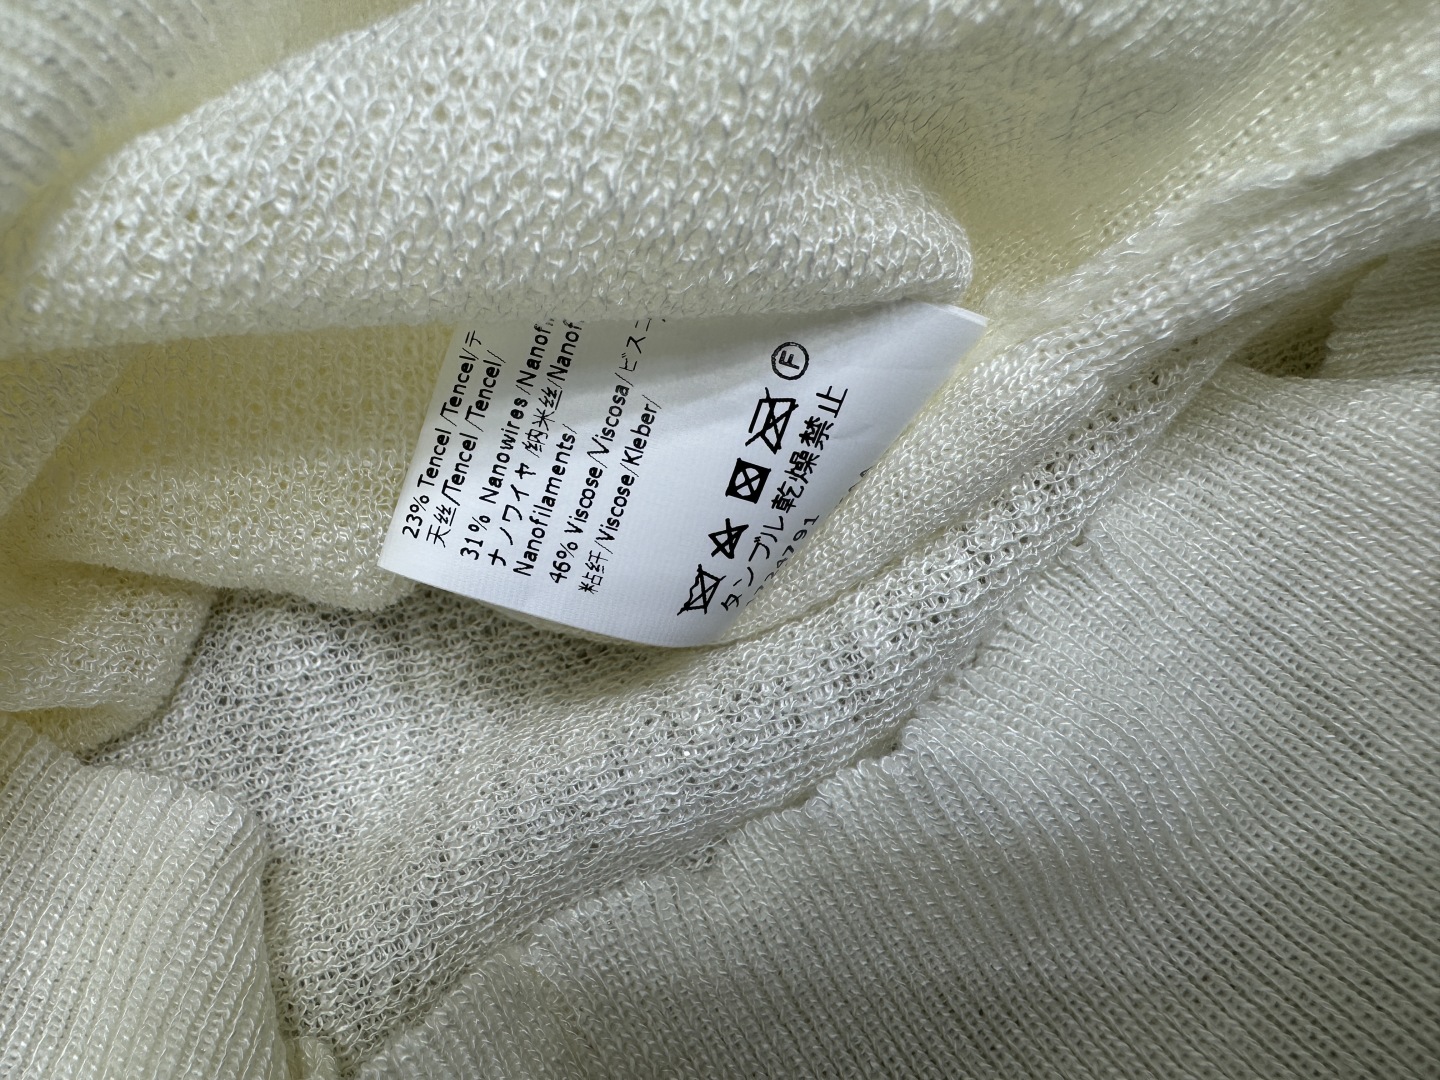 23% Tencel/Tencel/テ
天丝/Tencel/Tencel/
31% Nanowires/Nanofi
ナノワイヤ/纳米丝/Nanof
Nanofilaments/
46% Viscose/Viscosa/ビスコ
粘纤/Viscose/Kleber/
F
タンブル乾燥禁止